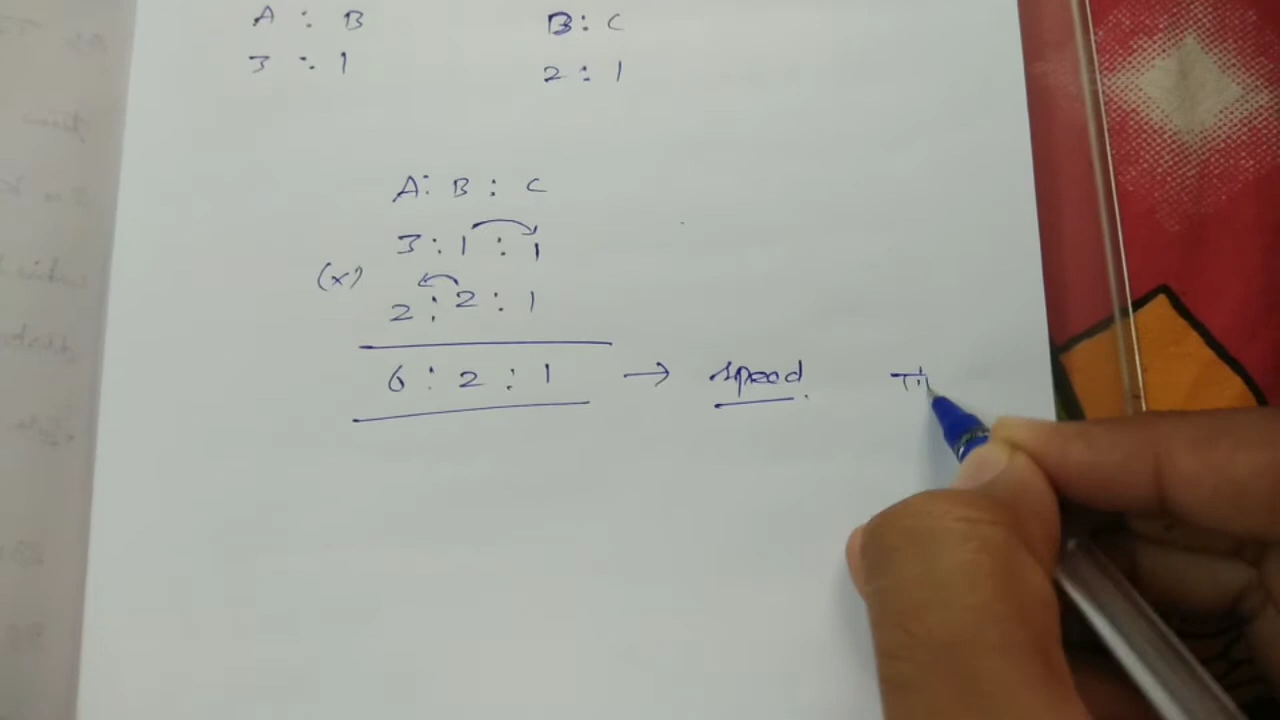 A : B B : C
3 : 1 2 : 1
A : B : C
3 : 1 : 1
(x)
2 : 2 : 1
6 : 2 : 1 → speed.